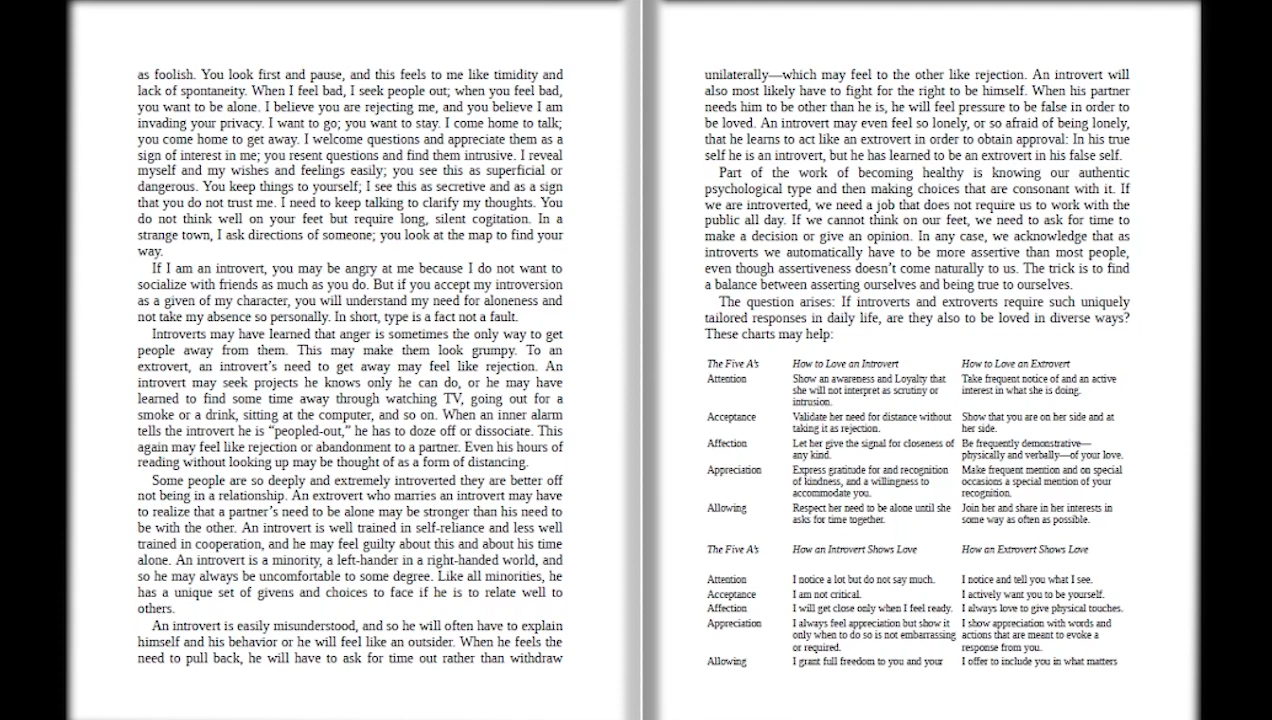 as foolish. You look first and pause, and this feels to me like timidity and
lack of spontaneity. When I feel bad, I seek people out; when you feel bad,
you want to be alone. I believe you are rejecting me, and you believe I am
invading your privacy. I want to go; you want to stay. I come home to talk;
you come home to get away. I welcome questions and appreciate them as a
sign of interest in me; you resent questions and find them intrusive. I reveal
myself and my wishes and feelings easily; you see this as superficial or
dangerous. You keep things to yourself; I see this as secretive and as a sign
that you do not trust me. I need to keep talking to clarify my thoughts. You
do not think well on your feet but require long, silent cogitation. In a
strange town, I ask directions of someone; you look at the map to find your
way.
If I am an introvert, you may be angry at me because I do not want to
socialize with friends as much as you do. But if you accept my introversion
as a given of my character, you will understand my need for aloneness and
not take my absence so personally. In short, type is a fact not a fault.
Introverts may have learned that anger is sometimes the only way to get
people away from them. This may make them look grumpy. To an
extrovert, an introvert’s need to get away may feel like rejection. An
introvert may seek projects he knows only he can do, or he may have
learned to find some time away through watching TV, going out for a
smoke or a drink, sitting at the computer, and so on. When an inner alarm
tells the introvert he is “peopled-out,” he has to doze off or dissociate. This
again may feel like rejection or abandonment to a partner. Even his hours of
reading without looking up may be thought of as a form of distancing.
Some people are so deeply and extremely introverted they are better off
not being in a relationship. An extrovert who marries an introvert may have
to realize that a partner’s need to be alone may be stronger than his need to
be with the other. An introvert is well trained in self-reliance and less well
trained in cooperation, and he may feel guilty about this and about his time
alone. An introvert is a minority, a left-hander in a right-handed world, and
so he may always be uncomfortable to some degree. Like all minorities, he
has a unique set of givens and choices to face if he is to relate well to
others.
An introvert is easily misunderstood, and so he will often have to explain
himself and his behavior or he will feel like an outsider. When he feels the
need to pull back, he will have to ask for time out rather than withdraw
unilaterally—which may feel to the other like rejection. An introvert will
also most likely have to fight for the right to be himself. When his partner
needs him to be other than he is, he will feel pressure to be false in order to
be loved. An introvert may even feel so lonely, or so afraid of being lonely,
that he learns to act like an extrovert in order to obtain approval: In his true
self he is an introvert, but he has learned to be an extrovert in his false self.
Part of the work of becoming healthy is knowing our authentic
psychological type and then making choices that are consonant with it. If
we are introverted, we need a job that does not require us to work with the
public all day. If we cannot think on our feet, we need to ask for time to
make a decision or give an opinion. In any case, we acknowledge that as
introverts we automatically have to be more assertive than most people,
even though assertiveness doesn’t come naturally to us. The trick is to find
a balance between asserting ourselves and being true to ourselves.
The question arises: If introverts and extroverts require such uniquely
tailored responses in daily life, are they also to be loved in diverse ways?
These charts may help:
The Five A’s How to Love an Introvert How to Love an Extrovert
Attention Show an awareness and Loyalty that Take frequent notice of and an active
she will not interpret as scrutiny or interest in what she is doing.
intrusion.
Acceptance Validate her need for distance without Show that you are on her side and at
taking it as rejection. her side.
Affection Let her give the signal for closeness of Be frequently demonstrative—
any kind. physically and verbally—of your love.
Appreciation Express gratitude for and recognition Make frequent mention and on special
of kindness, and a willingness to occasions a special mention of your
accommodate you. recognition.
Allowing Respect her need to be alone until she Join her and share in her interests in
asks for time together. some way as often as possible.
The Five A’s How an Introvert Shows Love How an Extrovert Shows Love
Attention I notice a lot but do not say much. I notice and tell you what I see.
Acceptance I am not critical. I actively want you to be yourself.
Affection I will get close only when I feel ready. I always love to give physical touches.
Appreciation I always feel appreciation but show it I show appreciation with words and
only when to do so is not embarrassing actions that are meant to evoke a
or required. response from you.
Allowing I grant full freedom to you and your I offer to include you in what matters